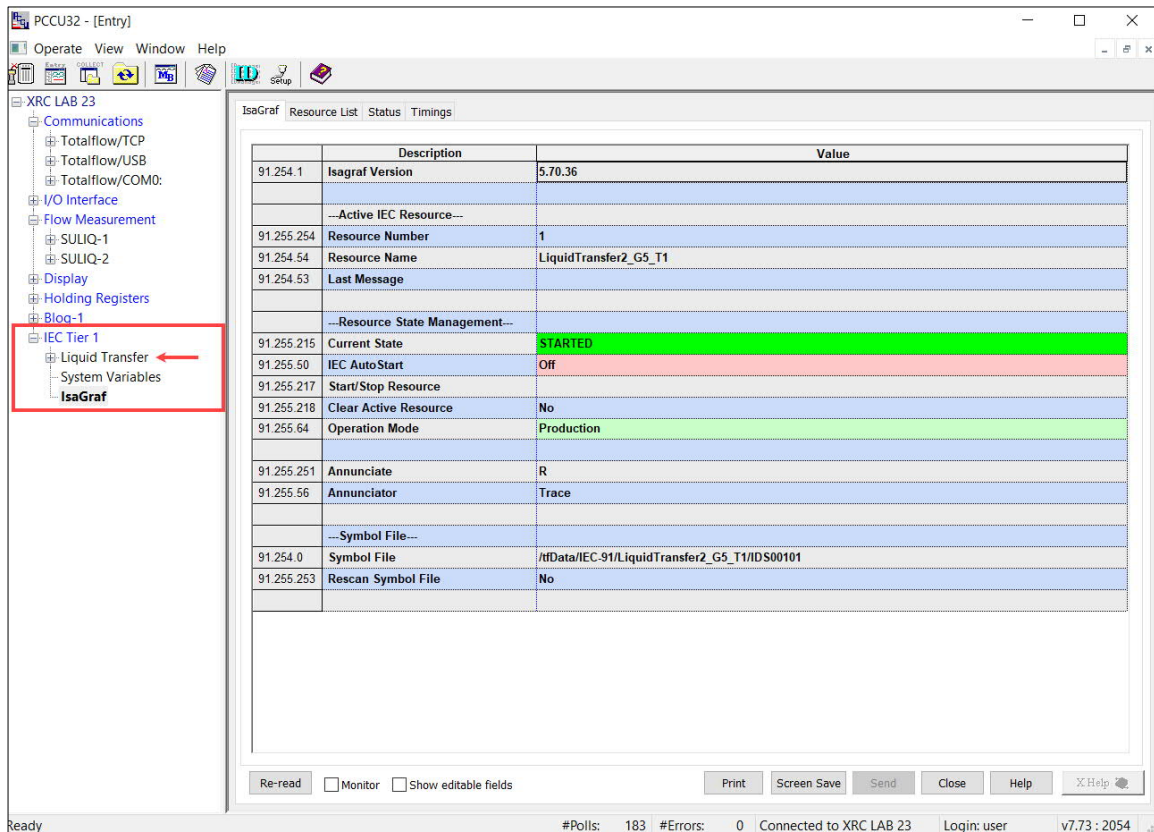 PCCU32 - [Entry]
Operate View Window Help
Entry COLLECT MB ID Manager Setup
XRC LAB 23
Communications
Totalflow/TCP
Totalflow/USB
Totalflow/COM0:
I/O Interface
Flow Measurement
SULIQ-1
SULIQ-2
Display
Holding Registers
Bloq-1
IEC Tier 1
Liquid Transfer
System Variables
IsaGraf
IsaGraf Resource List Status Timings
Description Value
91.254.1 Isagraf Version 5.70.36
---Active IEC Resource---
91.255.254 Resource Number 1
91.254.54 Resource Name LiquidTransfer2_G5_T1
91.254.53 Last Message
---Resource State Management---
91.255.215 Current State STARTED
91.255.50 IEC AutoStart Off
91.255.217 Start/Stop Resource
91.255.218 Clear Active Resource No
91.255.64 Operation Mode Production
91.255.251 Annunciate R
91.255.56 Annunciator Trace
---Symbol File---
91.254.0 Symbol File /tfData/IEC-91/LiquidTransfer2_G5_T1/IDS00101
91.255.253 Rescan Symbol File No
Re-read Monitor Show editable fields Print Screen Save Send Close Help X Help
Ready #Polls: 183 #Errors: 0 Connected to XRC LAB 23 Login: user v7.73 : 2054